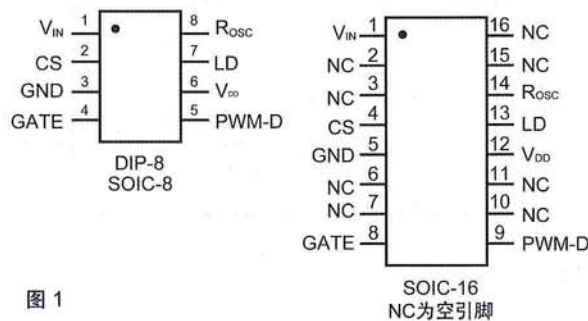 VIN 1 8 ROSC
CS 2 7 LD
GND 3 6 VDD
GATE 4 5 PWM-D
DIP-8
SOIC-8
VIN 1 16 NC
NC 2 15 NC
NC 3 14 ROSC
CS 4 13 LD
GND 5 12 VDD
NC 6 11 NC
NC 7 10 NC
GATE 8 9 PWM-D
SOIC-16
NC为空引脚
图 1